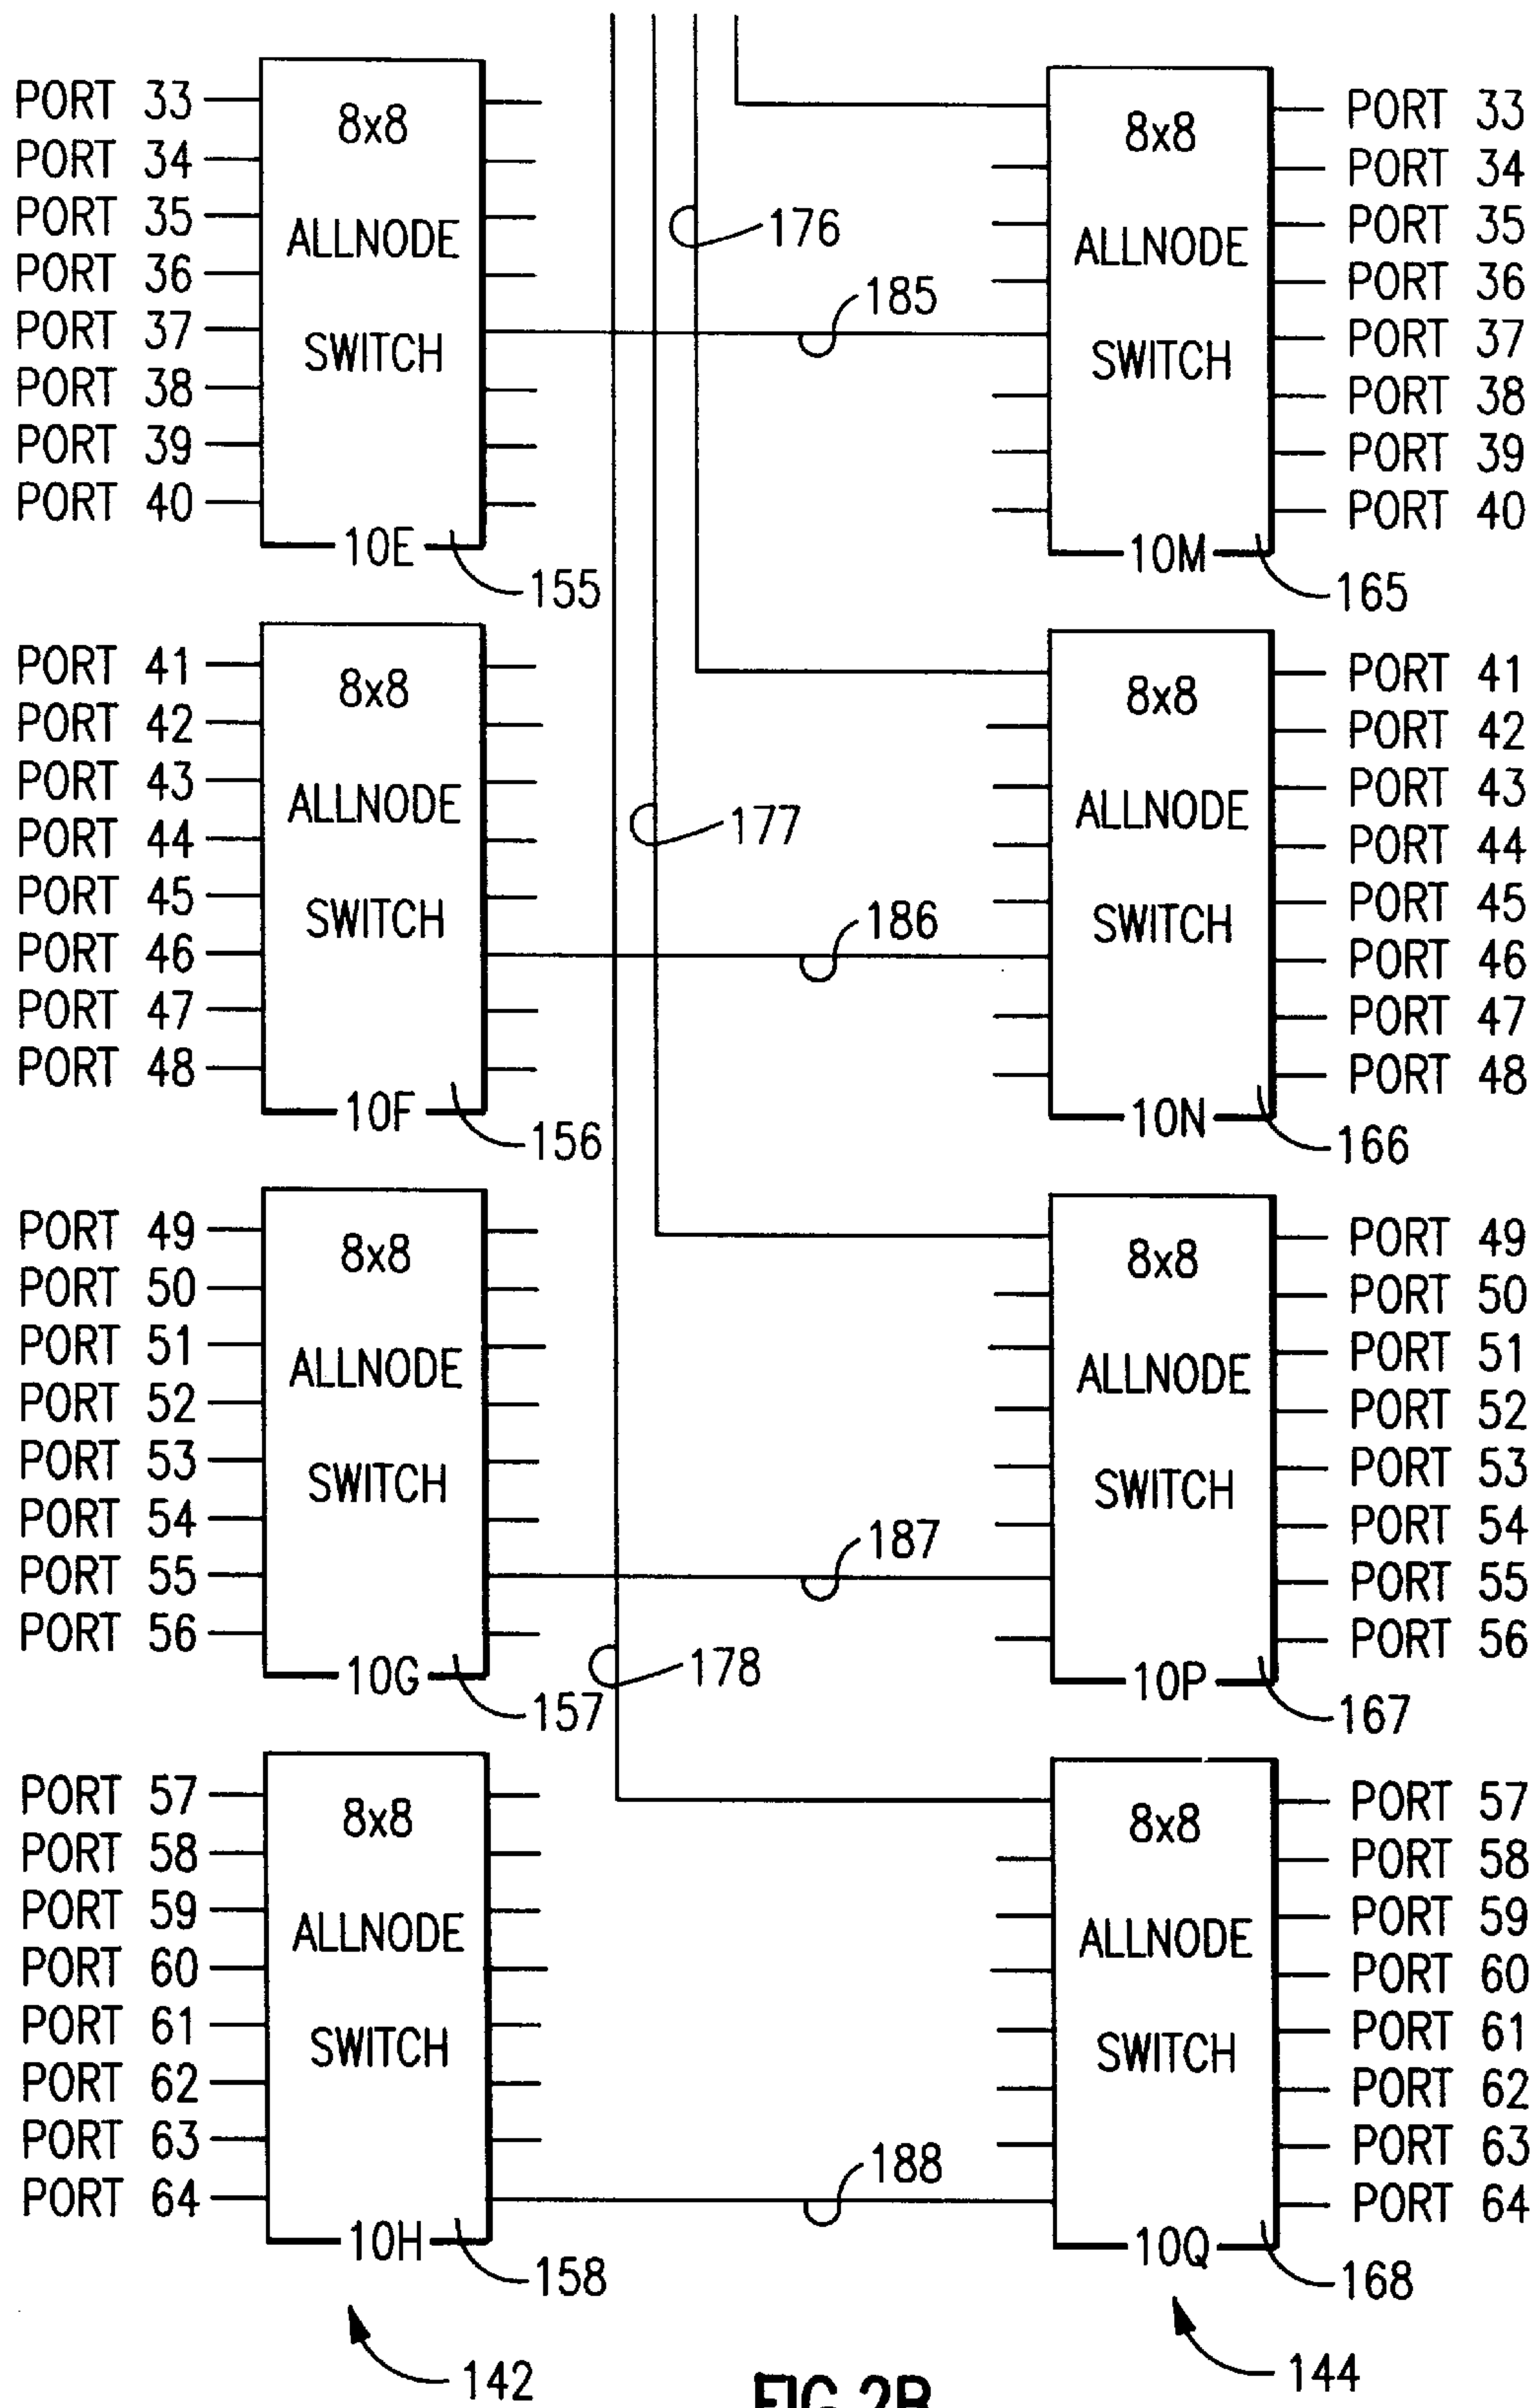 PORT 33
PORT 34
PORT 35
PORT 36
PORT 37
PORT 38
PORT 39
PORT 40
8x8
ALLNODE
SWITCH
10E
155
176
185
8x8
ALLNODE
SWITCH
10M
165
PORT 33
PORT 34
PORT 35
PORT 36
PORT 37
PORT 38
PORT 39
PORT 40
PORT 41
PORT 42
PORT 43
PORT 44
PORT 45
PORT 46
PORT 47
PORT 48
8x8
ALLNODE
SWITCH
10F
156
177
186
8x8
ALLNODE
SWITCH
10N
166
PORT 41
PORT 42
PORT 43
PORT 44
PORT 45
PORT 46
PORT 47
PORT 48
PORT 49
PORT 50
PORT 51
PORT 52
PORT 53
PORT 54
PORT 55
PORT 56
8x8
ALLNODE
SWITCH
10G
157
187
178
8x8
ALLNODE
SWITCH
10P
167
PORT 49
PORT 50
PORT 51
PORT 52
PORT 53
PORT 54
PORT 55
PORT 56
PORT 57
PORT 58
PORT 59
PORT 60
PORT 61
PORT 62
PORT 63
PORT 64
8x8
ALLNODE
SWITCH
10H
158
188
8x8
ALLNODE
SWITCH
10Q
168
PORT 57
PORT 58
PORT 59
PORT 60
PORT 61
PORT 62
PORT 63
PORT 64
142
144
FIG.2B